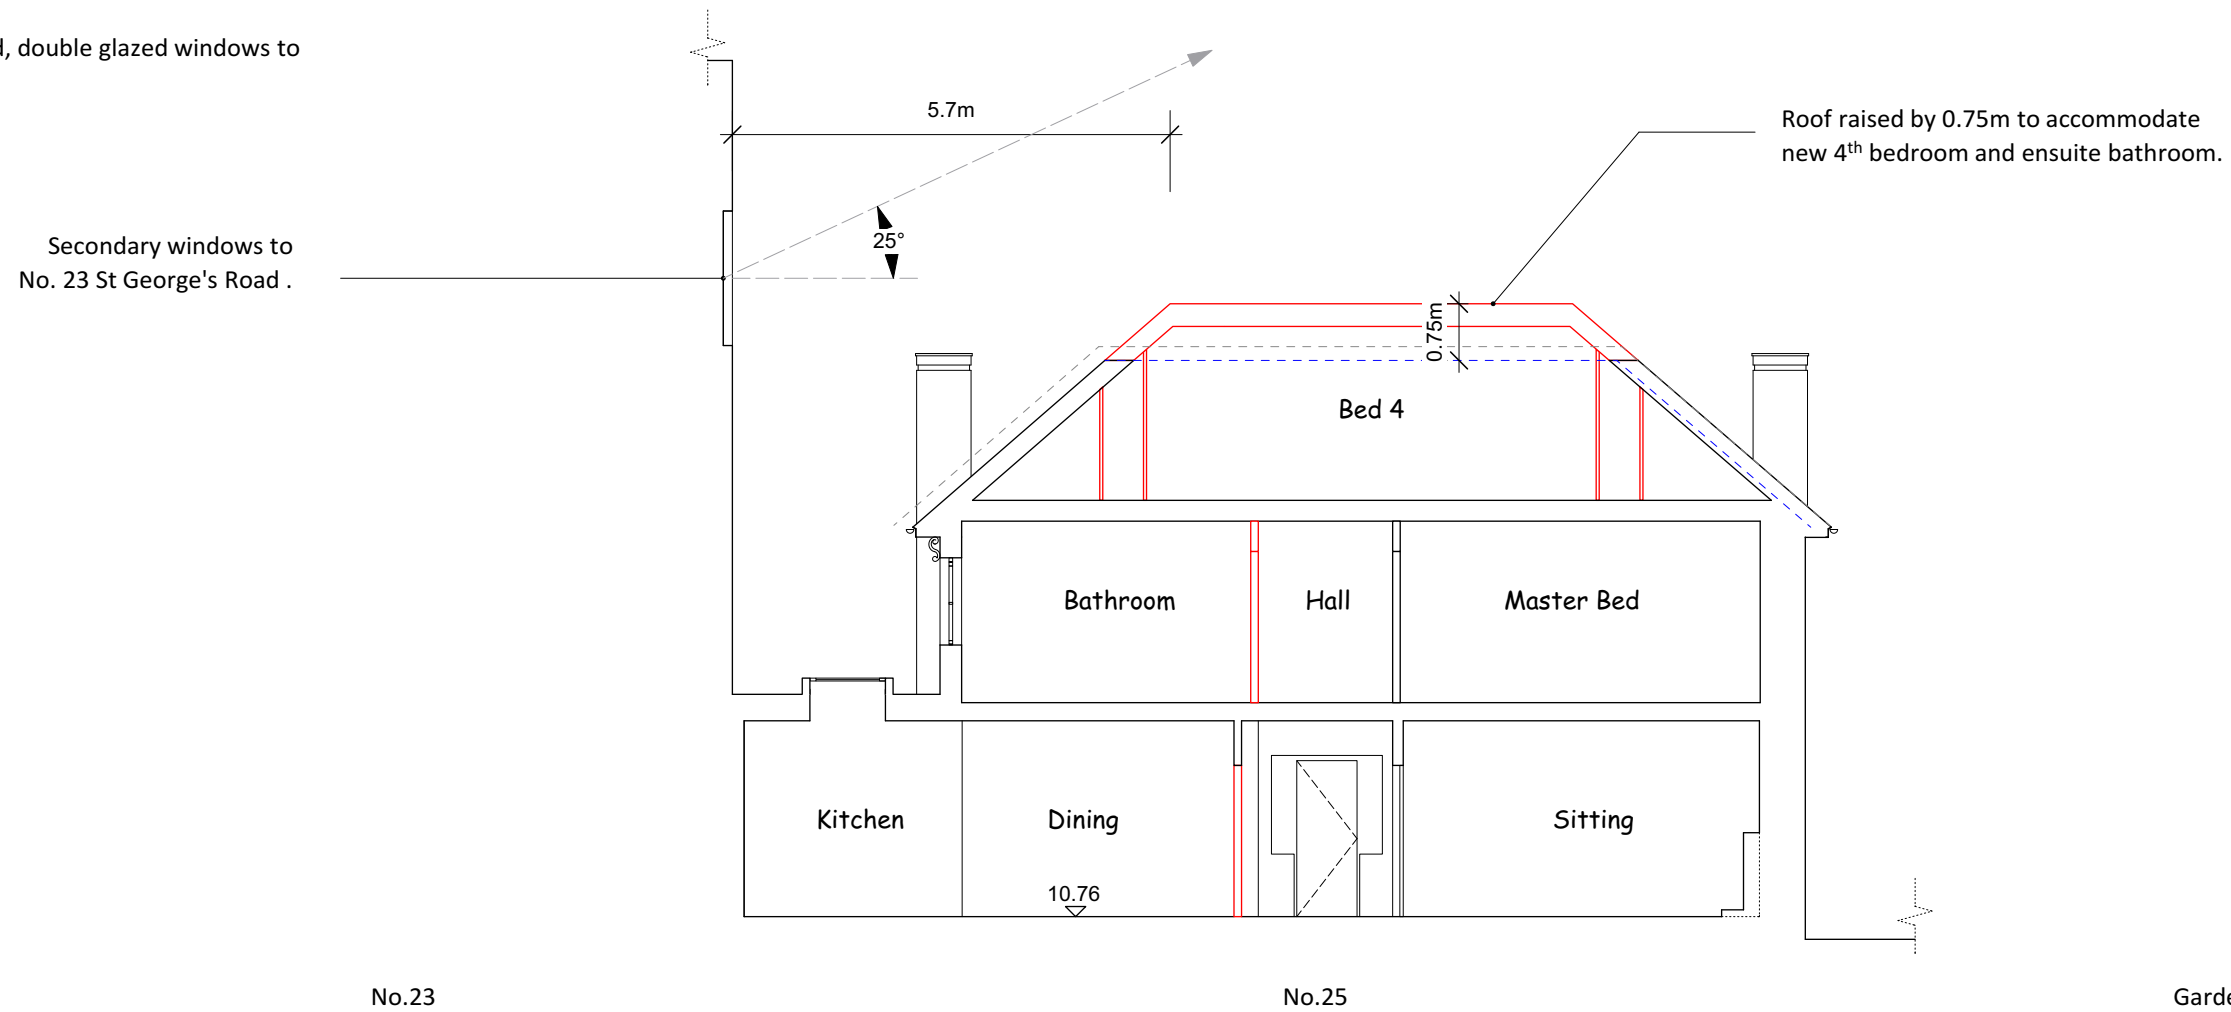 d, double glazed windows to
5.7m
Roof raised by 0.75m to accommodate
new 4th bedroom and ensuite bathroom.
25°
Secondary windows to
No. 23 St George's Road .
0.75m
Bed 4
Bathroom
Hall
Master Bed
Kitchen
Dining
Sitting
10.76
No.23
No.25
Garde